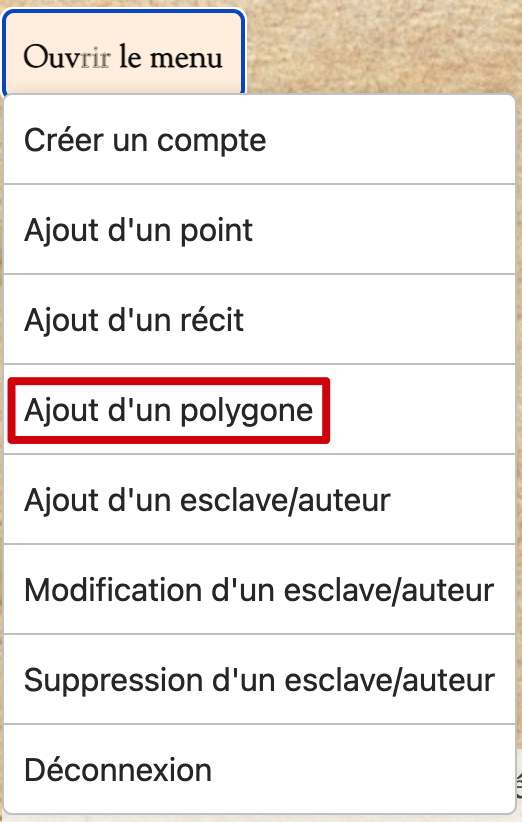 Ouvrir le menu
Créer un compte
Ajout d'un point
Ajout d'un récit
Ajout d'un polygone
Ajout d'un esclave/auteur
Modification d'un esclave/auteur
Suppression d'un esclave/auteur
Déconnexion